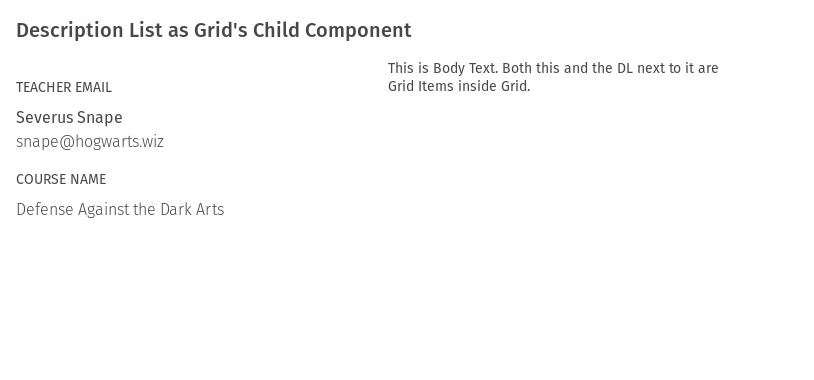 Description List as Grid's Child Component
TEACHER EMAIL
Severus Snape
snape@hogwarts.wiz
COURSE NAME
Defense Against the Dark Arts
This is Body Text. Both this and the DL next to it are
Grid Items inside Grid.